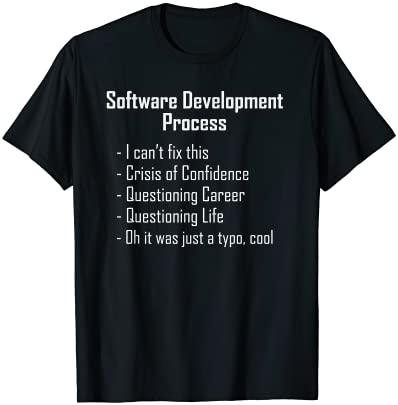 Software Development
Process
- I can't fix this
- Crisis of Confidence
- Questioning Career
- Questioning Life
- Oh it was just a typo, cool